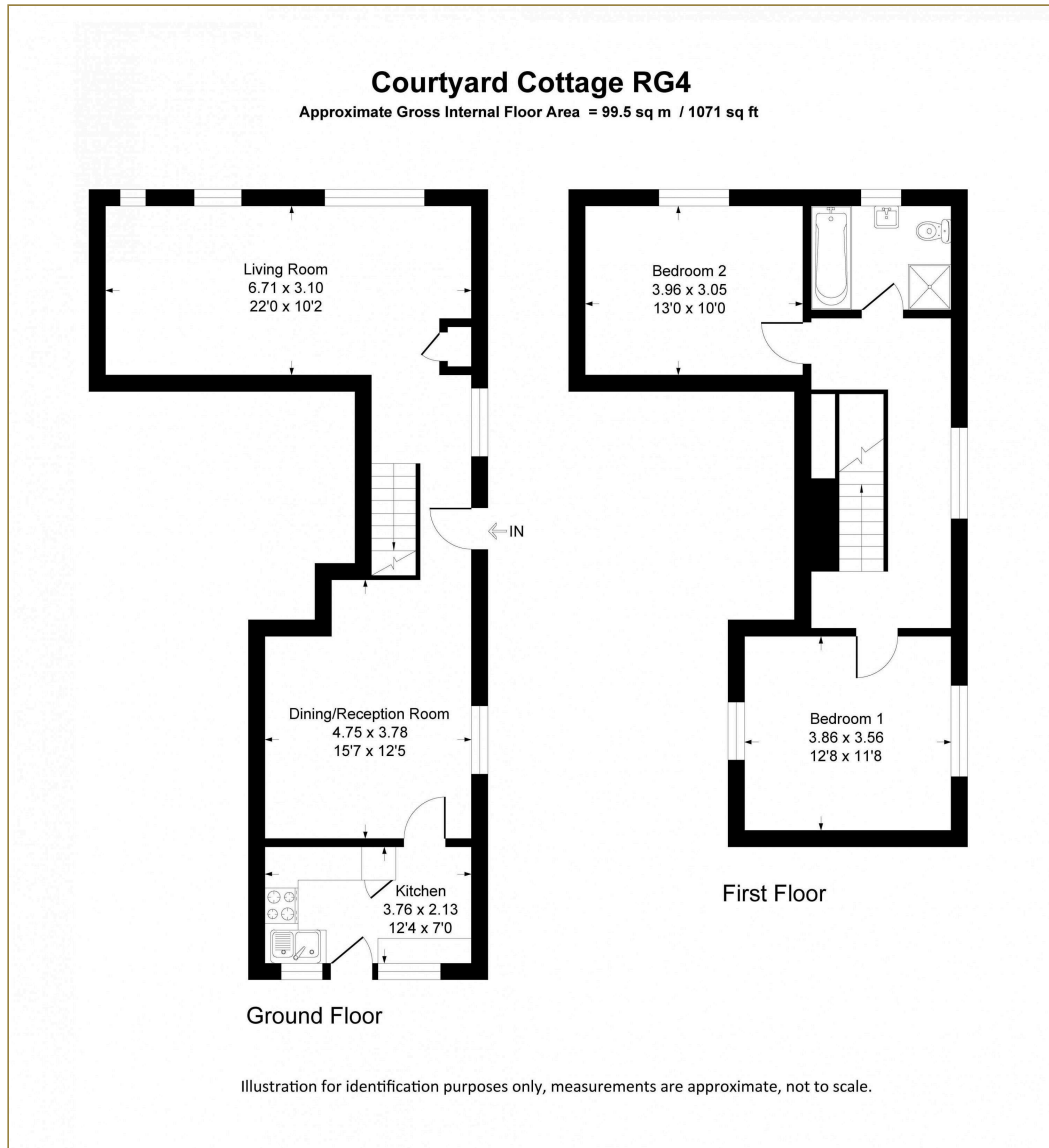 Courtyard Cottage RG4
Approximate Gross Internal Floor Area = 99.5 sq m / 1071 sq ft
Living Room
6.71 x 3.10
22'0 x 10'2
IN
Dining/Reception Room
4.75 x 3.78
15'7 x 12'5
Kitchen
3.76 x 2.13
12'4 x 7'0
Ground Floor
Bedroom 2
3.96 x 3.05
13'0 x 10'0
Bedroom 1
3.86 x 3.56
12'8 x 11'8
First Floor
Illustration for identification purposes only, measurements are approximate, not to scale.